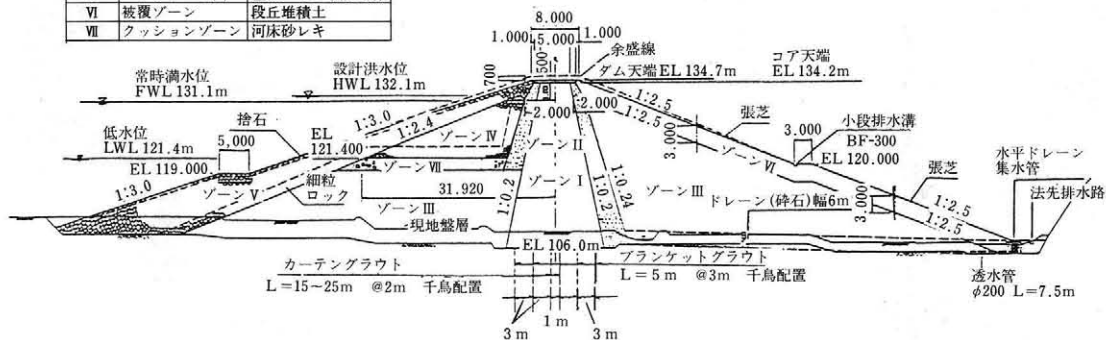 Ⅵ 被覆ゾーン 段丘堆積土
Ⅶ クッションゾーン 河床砂レキ
8.000
1.000 5.000 1.000
500
700
余盛線
ダム天端 EL 134.7m
コア天端
EL 134.2m
常時満水位
FWL 131.1m
設計洪水位
HWL 132.1m
2.000
2.000
1:3.0
1:2.4
1:2.5
1:2.5
張芝
3.000
小段排水溝
BF-300
EL 120.000
3.000
低水位
LWL 121.4m
捨石
5,000
EL
121.400
EL 119.000
ゾーンⅣ
ゾーンⅡ
ゾーンⅥ
ゾーンⅦ
水平ドレーン
集水管
張芝
法先排水路
1:3.0
ゾーンⅤ
細粒
ロック
31.920
ゾーンⅠ
1:0.2
1:0.2
1:0.24
ゾーンⅢ
ゾーンⅢ
ドレーン(砕石)幅6m
3.000
1:2.5
1:2.5
現地盤層
EL 106.0m
カーテングラウト
L=15~25m @2m 千鳥配置
ブランケットグラウト
L=5m @3m 千鳥配置
透水管
φ200 L=7.5m
3m
1m
3m